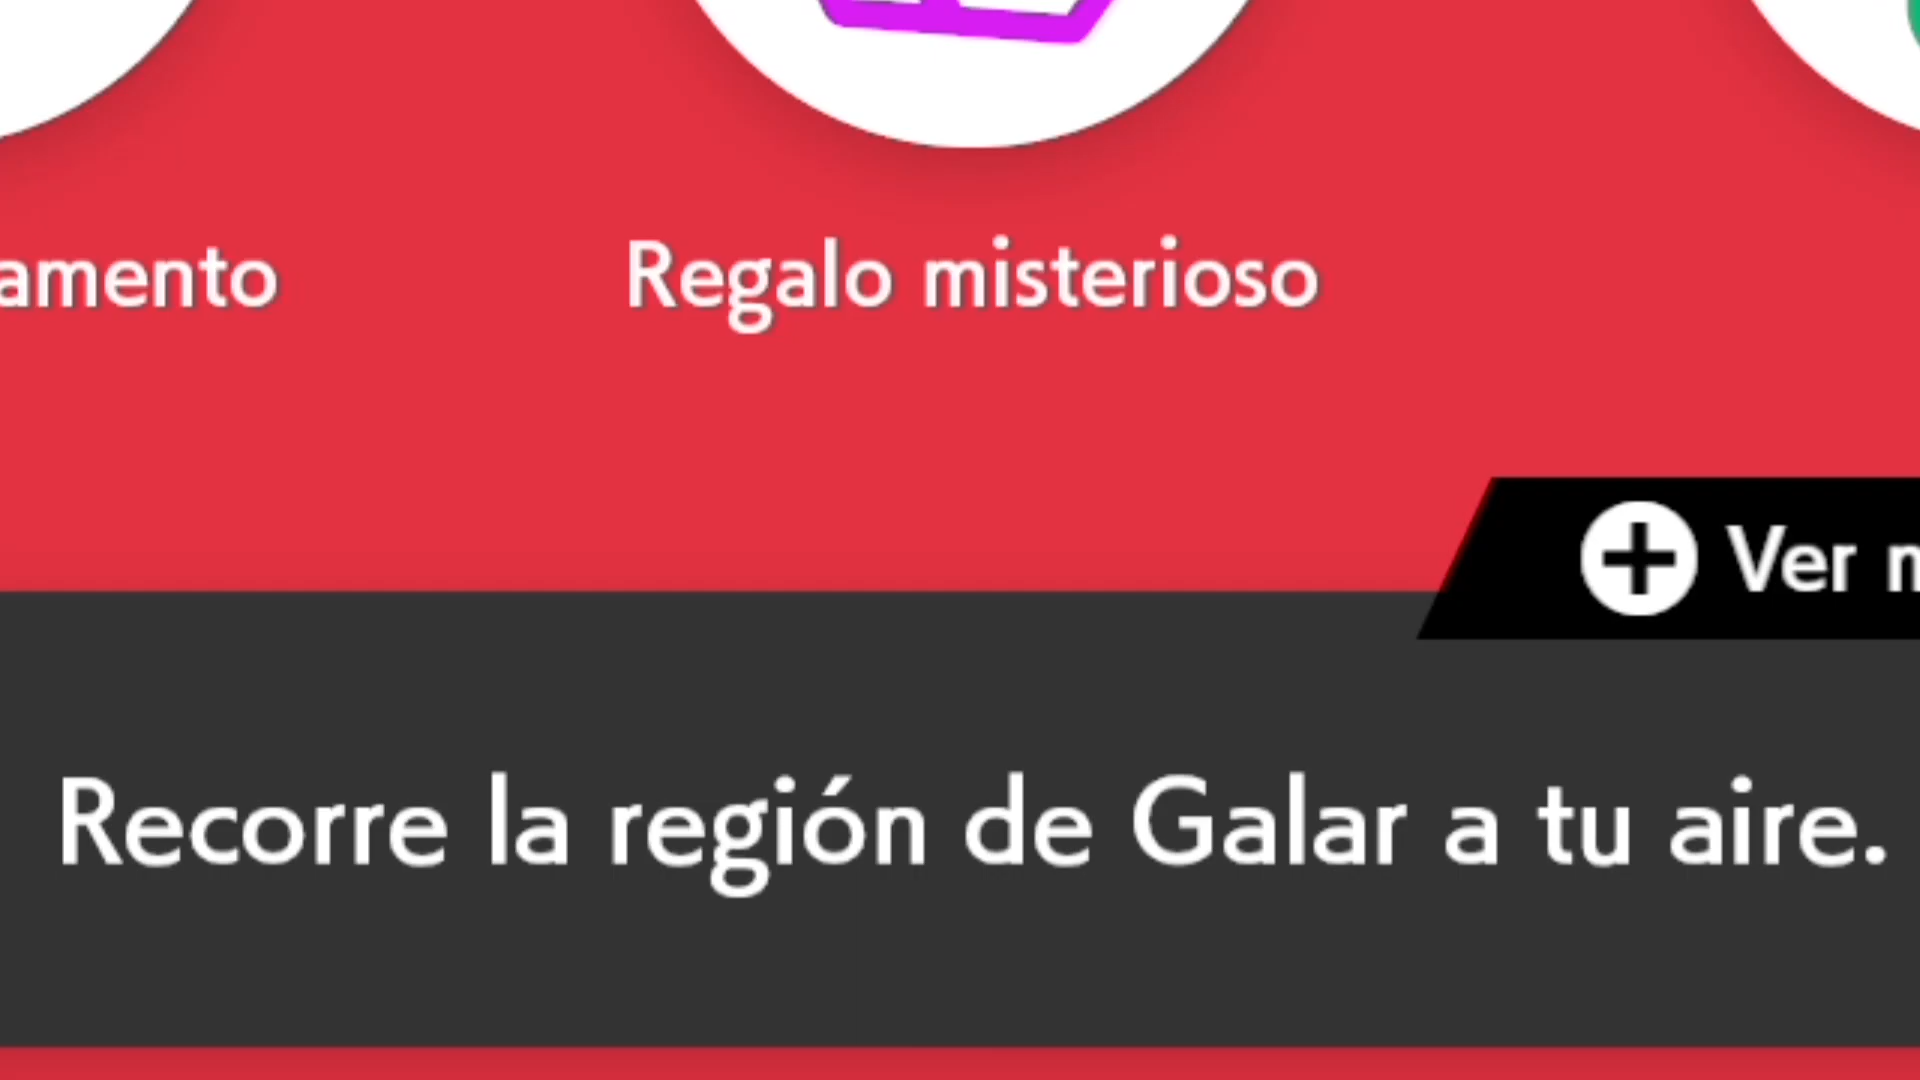 amento
Regalo misterioso
Ver
Recorre la región de Galar a tu aire.